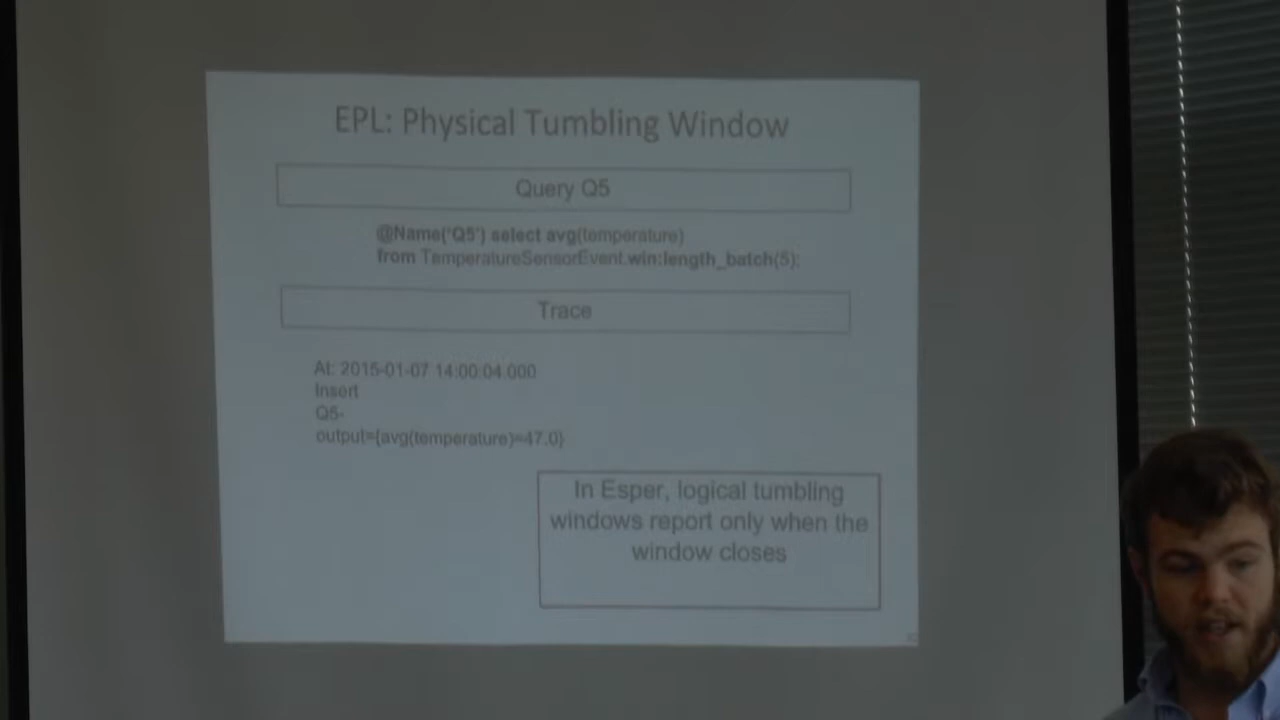 EPL: Physical Tumbling Window
Query Q5
@Name('Q5') select avg(temperature)
from TemperatureSensorEvent.win:length_batch(5);
Trace
At: 2015-01-07 14:00:04.000
Insert
Q5-
output={avg(temperature)=47.0}
In Esper, logical tumbling
windows report only when the
window closes